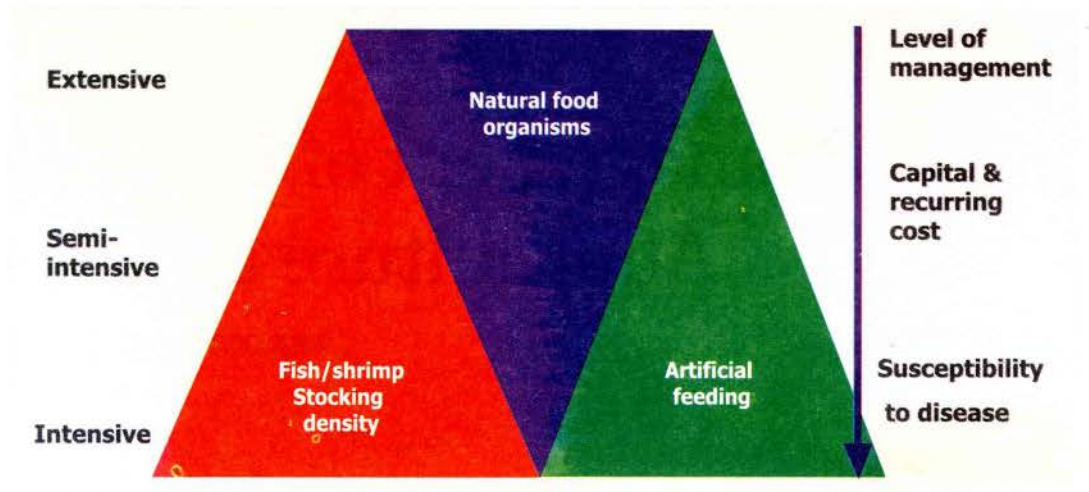 Extensive
Semi-
intensive
Intensive
Natural food
organisms
Fish/shrimp
Stocking
density
Artificial
feeding
Level of
management
Capital &
recurring
cost
Susceptibility
to disease